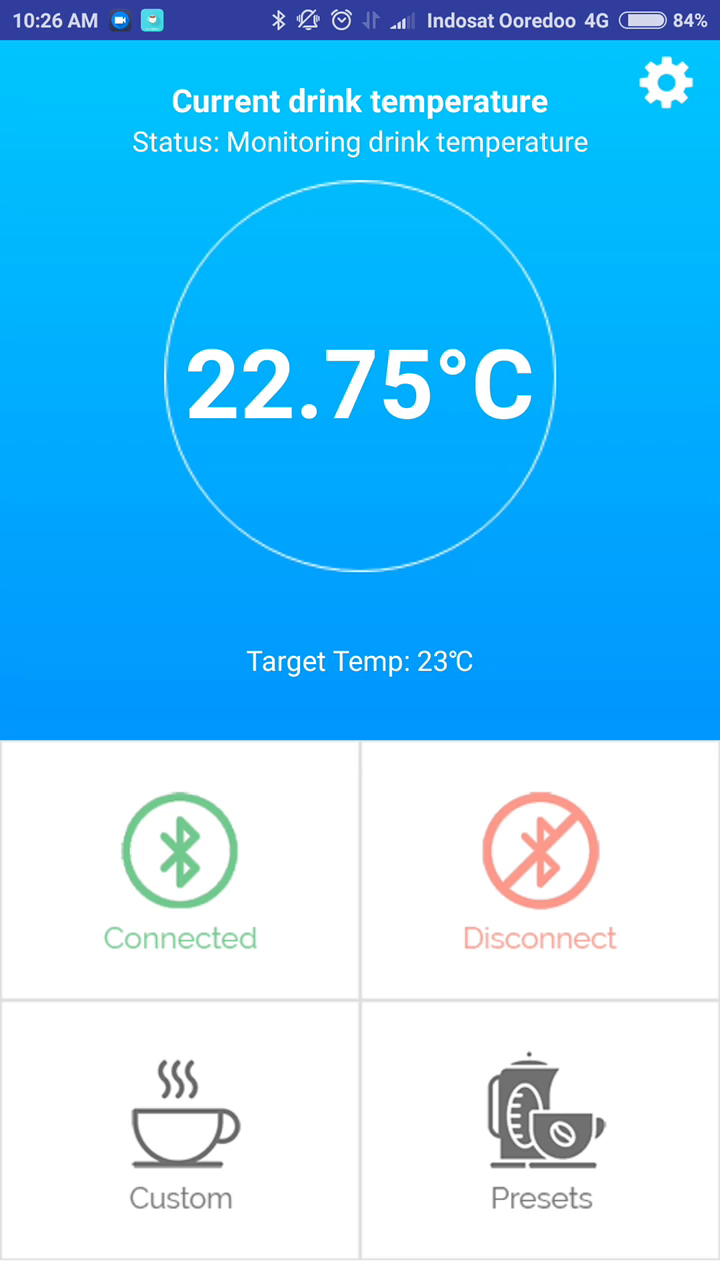 10:26 AM Indosat Ooredoo 4G 84%
Current drink temperature
Status: Monitoring drink temperature
22.75°C
Target Temp: 23℃
Connected
Disconnect
Custom
Presets